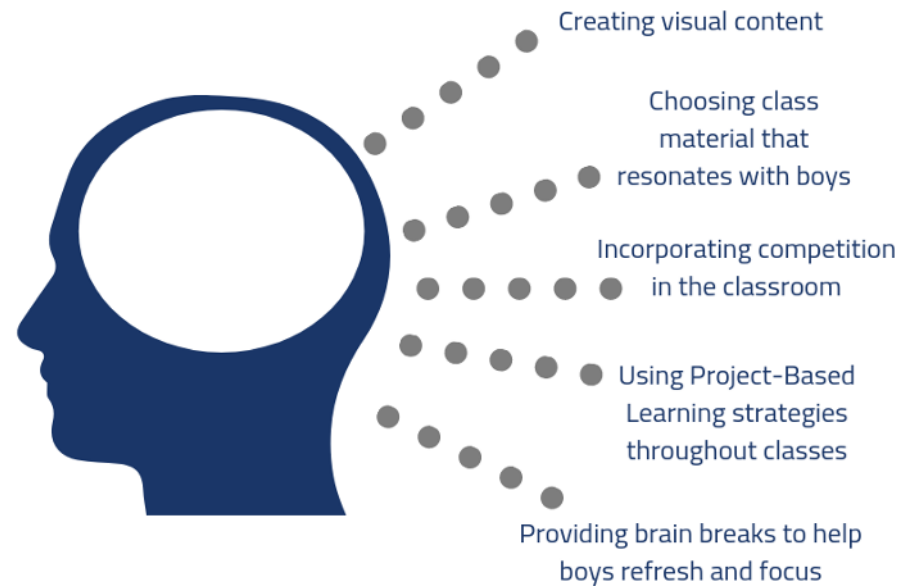 Creating visual content
Choosing class
material that
resonates with boys
Incorporating competition
in the classroom
Using Project-Based
Learning strategies
throughout classes
Providing brain breaks to help
boys refresh and focus